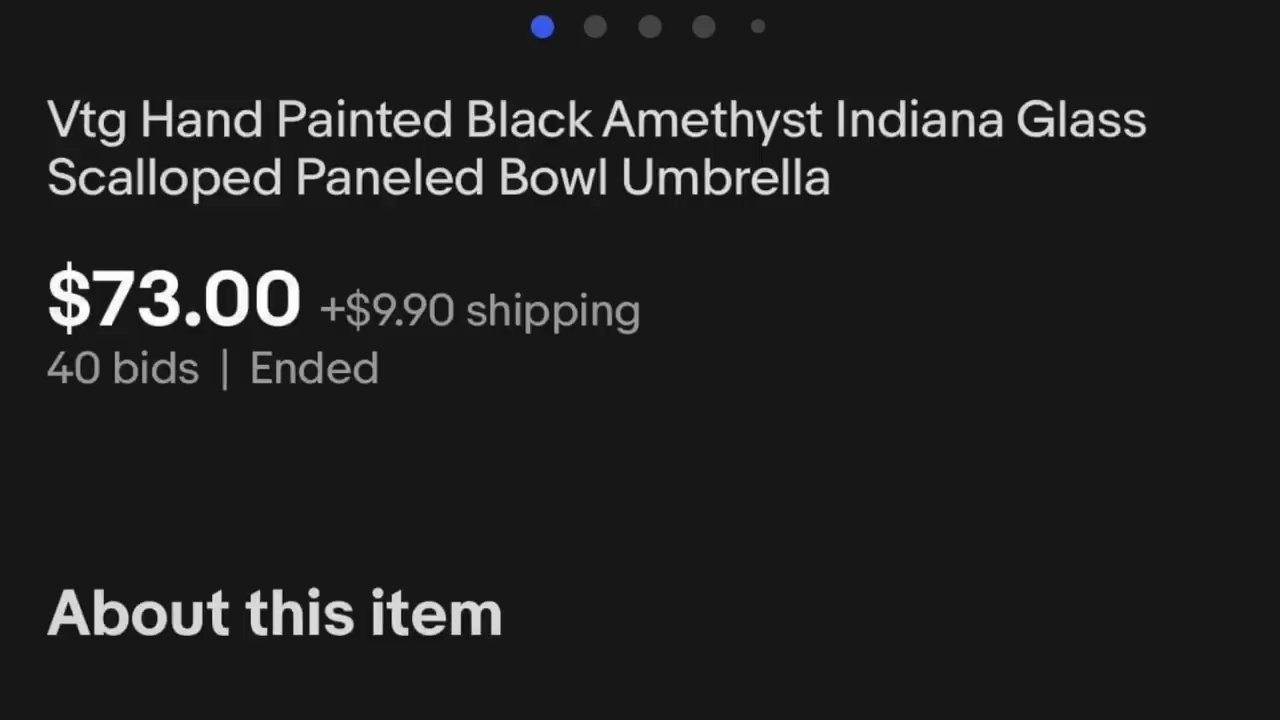 Vtg Hand Painted Black Amethyst Indiana Glass
Scalloped Paneled Bowl Umbrella
$73.00 +$9.90 shipping
40 bids | Ended
About this item